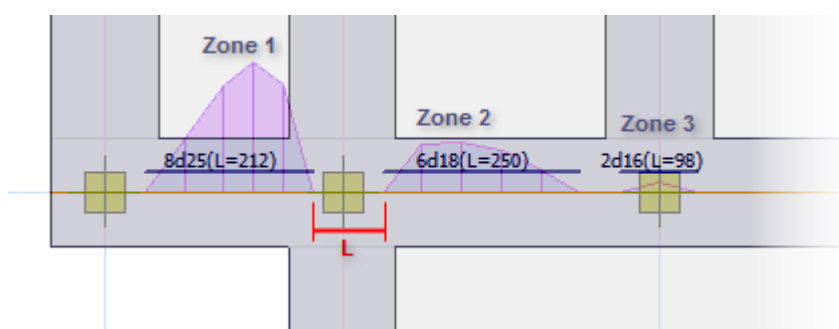 Zone 1
Zone 2
Zone 3
8d25(L=212)
6d18(L=250)
2d16(L=98)
L